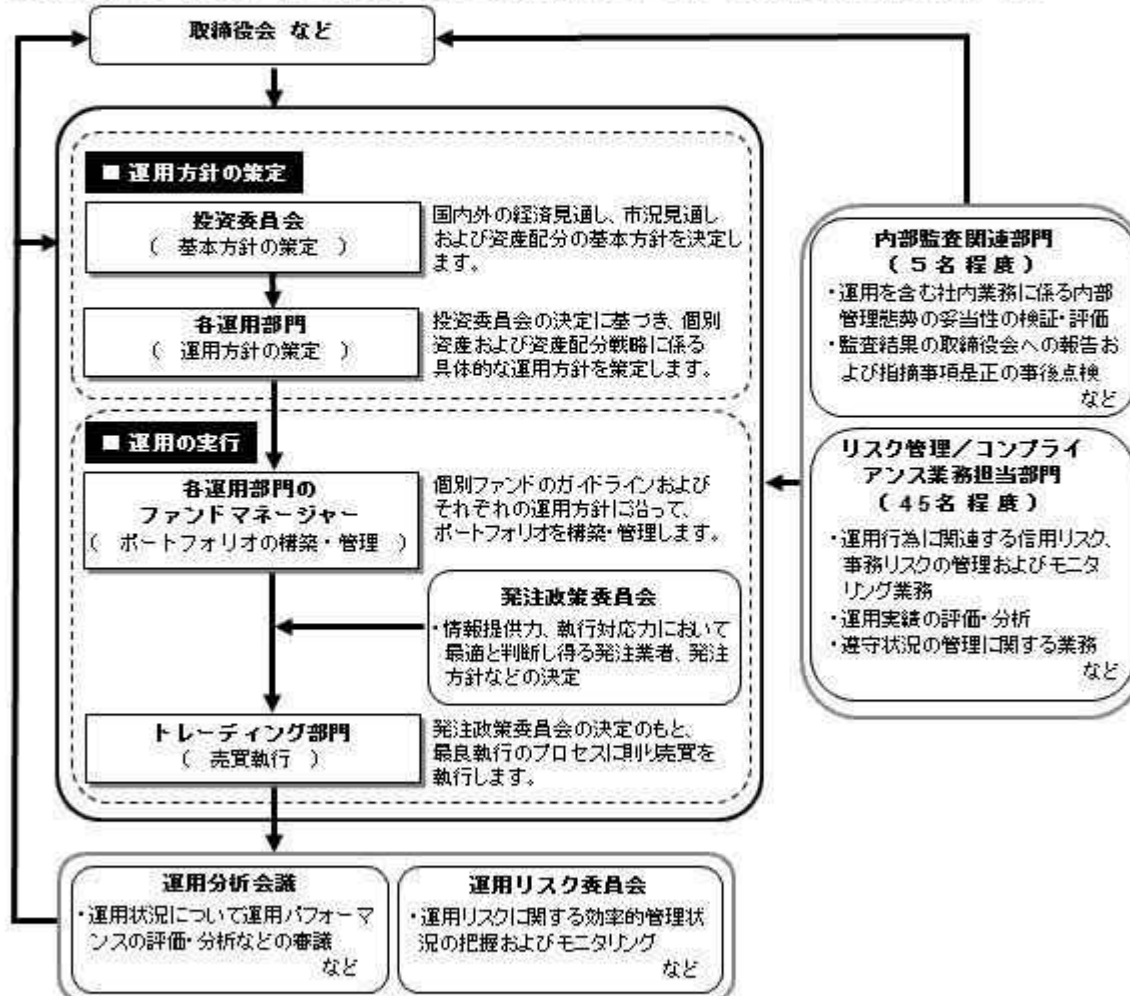 取締役会 など
■ 運用方針の策定
投資委員会
( 基本方針の策定 )
国内外の経済見通し、市況見通し
および資産配分の基本方針を決定し
ます。
各運用部門
( 運用方針の策定 )
投資委員会の決定に基づき、個別
資産および資産配分戦略に係る
具体的な運用方針を策定します。
■ 運用の実行
各運用部門の
ファンドマネージャー
( ポートフォリオの構築・管理 )
個別ファンドのガイドラインおよび
それぞれの運用方針に沿って、
ポートフォリオを構築・管理します。
発注政策委員会
・情報提供力、執行対応力において
最適と判断し得る発注業者、発注
方針などの決定
トレーディング部門
( 売買執行 )
発注政策委員会の決定のもと、
最良執行のプロセスに則り売買を
執行します。
運用分析会議
・運用状況について運用パフォーマ
ンスの評価・分析などの審議
など
運用リスク委員会
・運用リスクに関する効率的管理状
況の把握およびモニタリング
など
内部監査関連部門
(5名程度)
・運用を含む社内業務に係る内部
管理態勢の妥当性の検証・評価
・監査結果の取締役会への報告お
よび指摘事項是正の事後点検
など
リスク管理/コンプライ
アンス業務担当部門
(45名程度)
・運用行為に関連する信用リスク、
事務リスクの管理およびモニタ
リング業務
・運用実績の評価・分析
・遵守状況の管理に関する業務
など